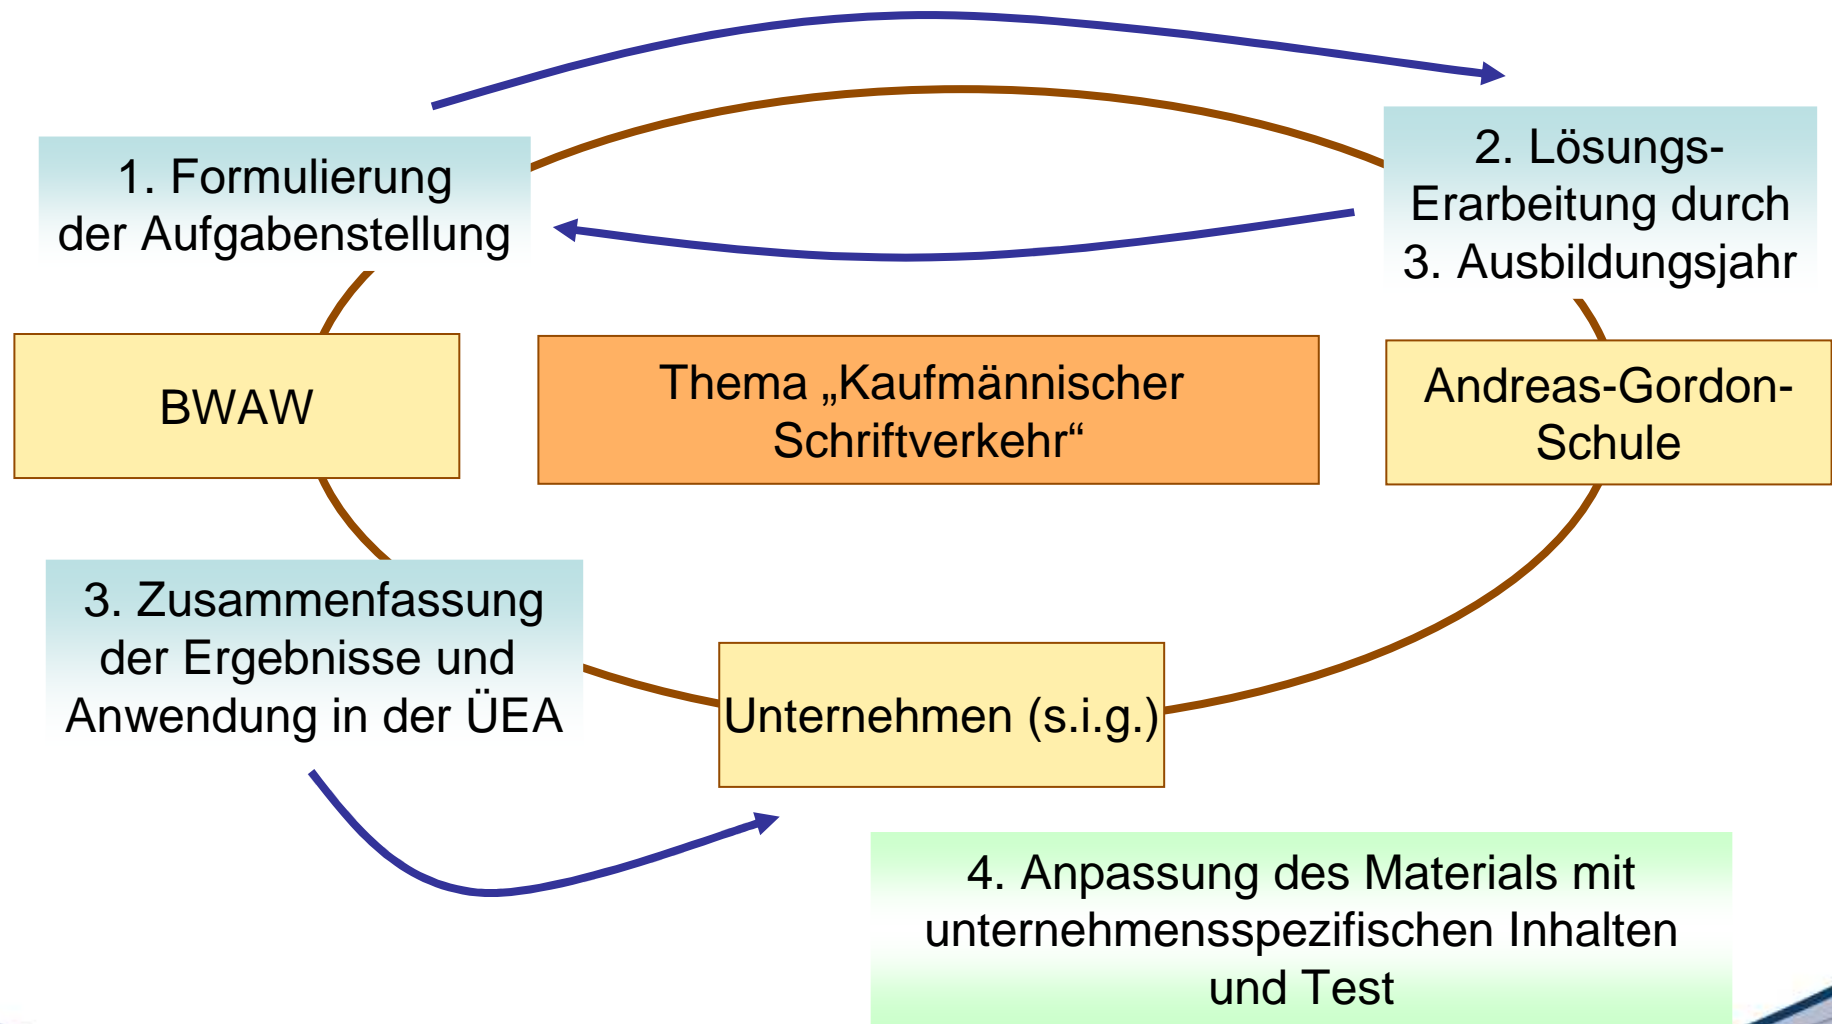 1. Formulierung
der Aufgabenstellung
2. Lösungs-
Erarbeitung durch
3. Ausbildungsjahr
BWAW
Thema „Kaufmännischer
Schriftverkehr“
Andreas-Gordon-
Schule
3. Zusammenfassung
der Ergebnisse und
Anwendung in der ÜEA
Unternehmen (s.i.g.)
4. Anpassung des Materials mit
unternehmensspezifischen Inhalten
und Test